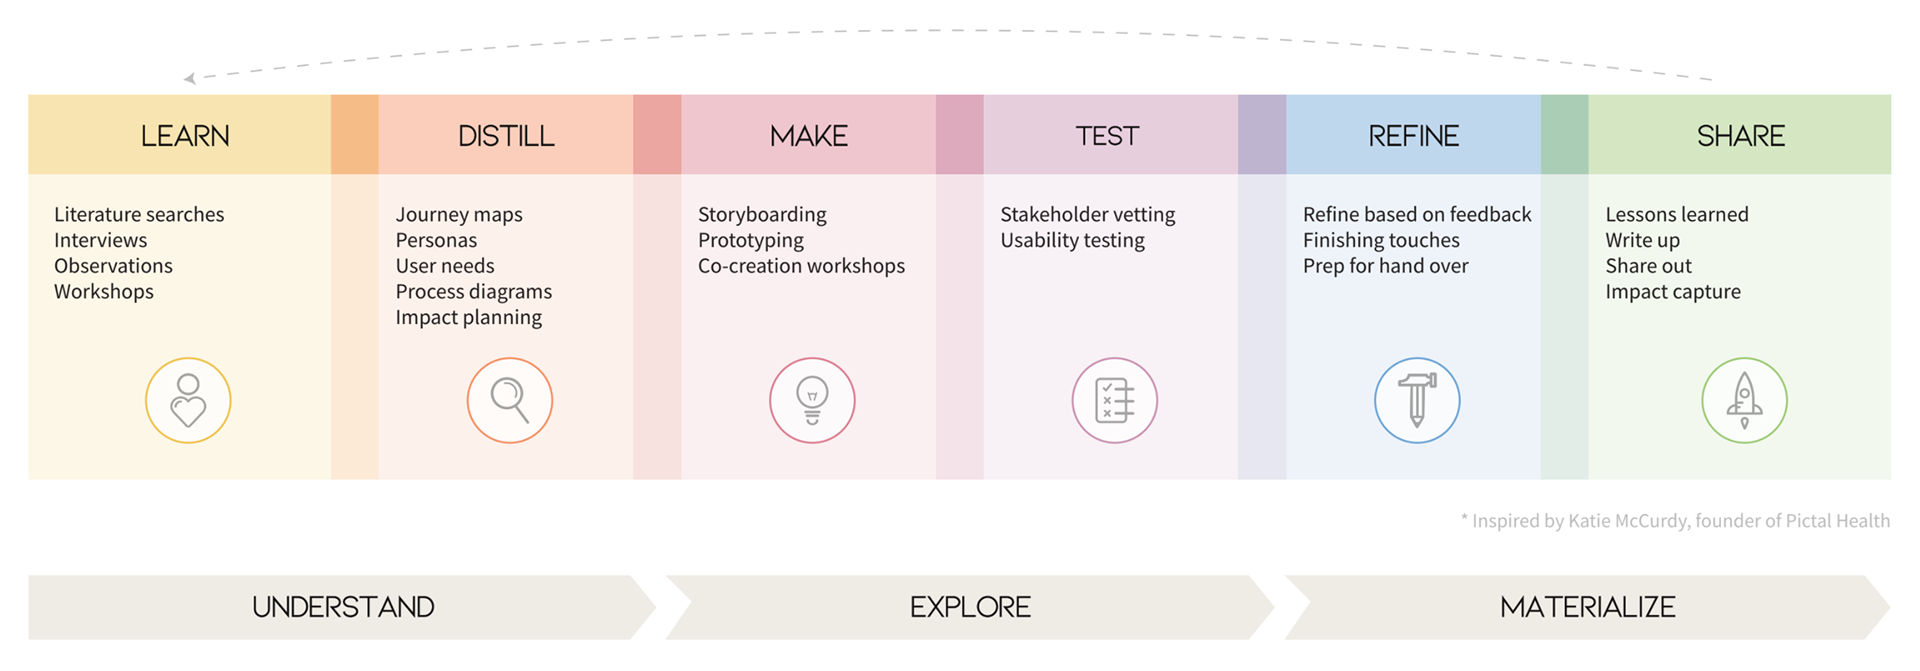 LEARN
Literature searches
Interviews
Observations
Workshops
DISTILL
Journey maps
Personas
User needs
Process diagrams
Impact planning
MAKE
Storyboarding
Prototyping
Co-creation workshops
TEST
Stakeholder vetting
Usability testing
REFINE
Refine based on feedback
Finishing touches
Prep for hand over
SHARE
Lessons learned
Write up
Share out
Impact capture
* Inspired by Katie McCurdy, founder of Pictal Health
UNDERSTAND
EXPLORE
MATERIALIZE